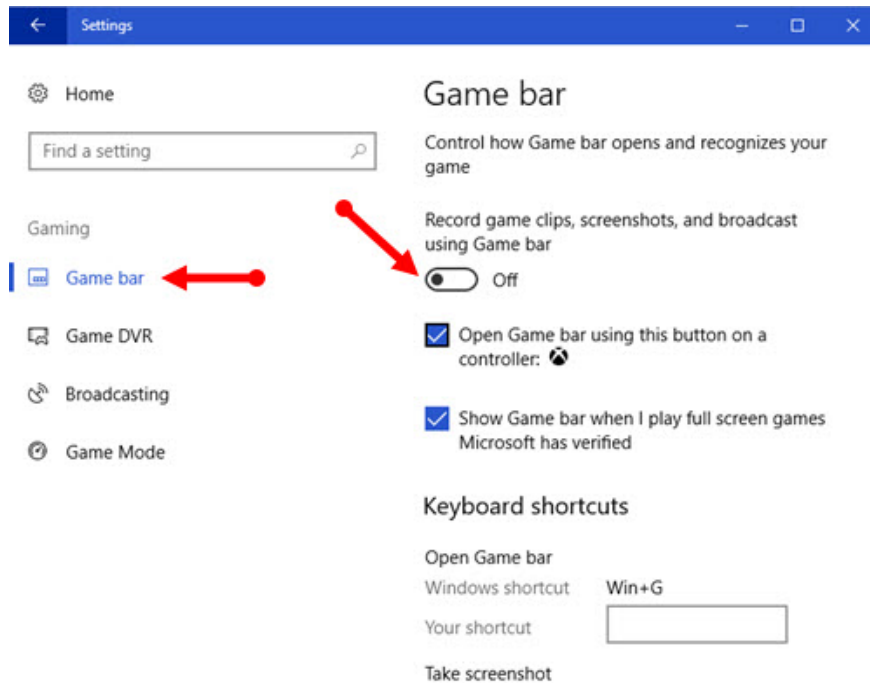 Settings
Home
Find a setting
Gaming
Game bar
Game DVR
Broadcasting
Game Mode
Game bar
Control how Game bar opens and recognizes your
game
Record game clips, screenshots, and broadcast
using Game bar
Off
Open Game bar using this button on a
controller:
Show Game bar when I play full screen games
Microsoft has verified
Keyboard shortcuts
Open Game bar
Windows shortcut Win+G
Your shortcut
Take screenshot